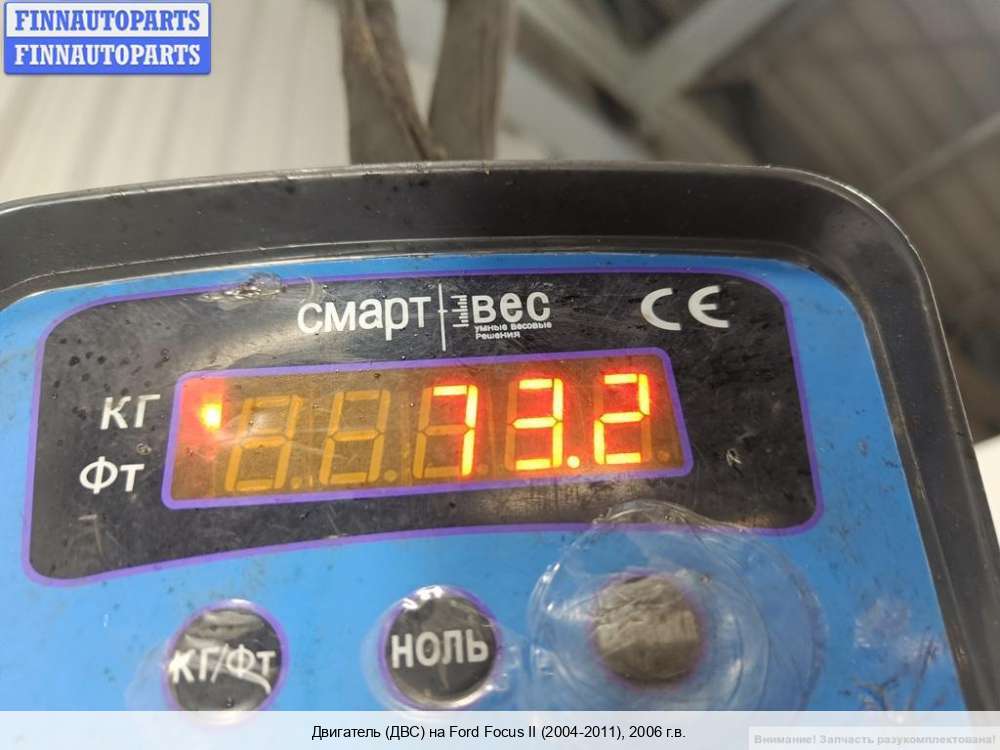 FINNAUTOPARTS
FINNAUTOPARTS
смарт вес
умные весовые
решения
CE
кг
фт
73.2
КГ/ФТ
НОЛЬ
Двигатель (ДВС) на Ford Focus II (2004-2011), 2006 г.в.
Внимание! Запчасть разукомплектована!